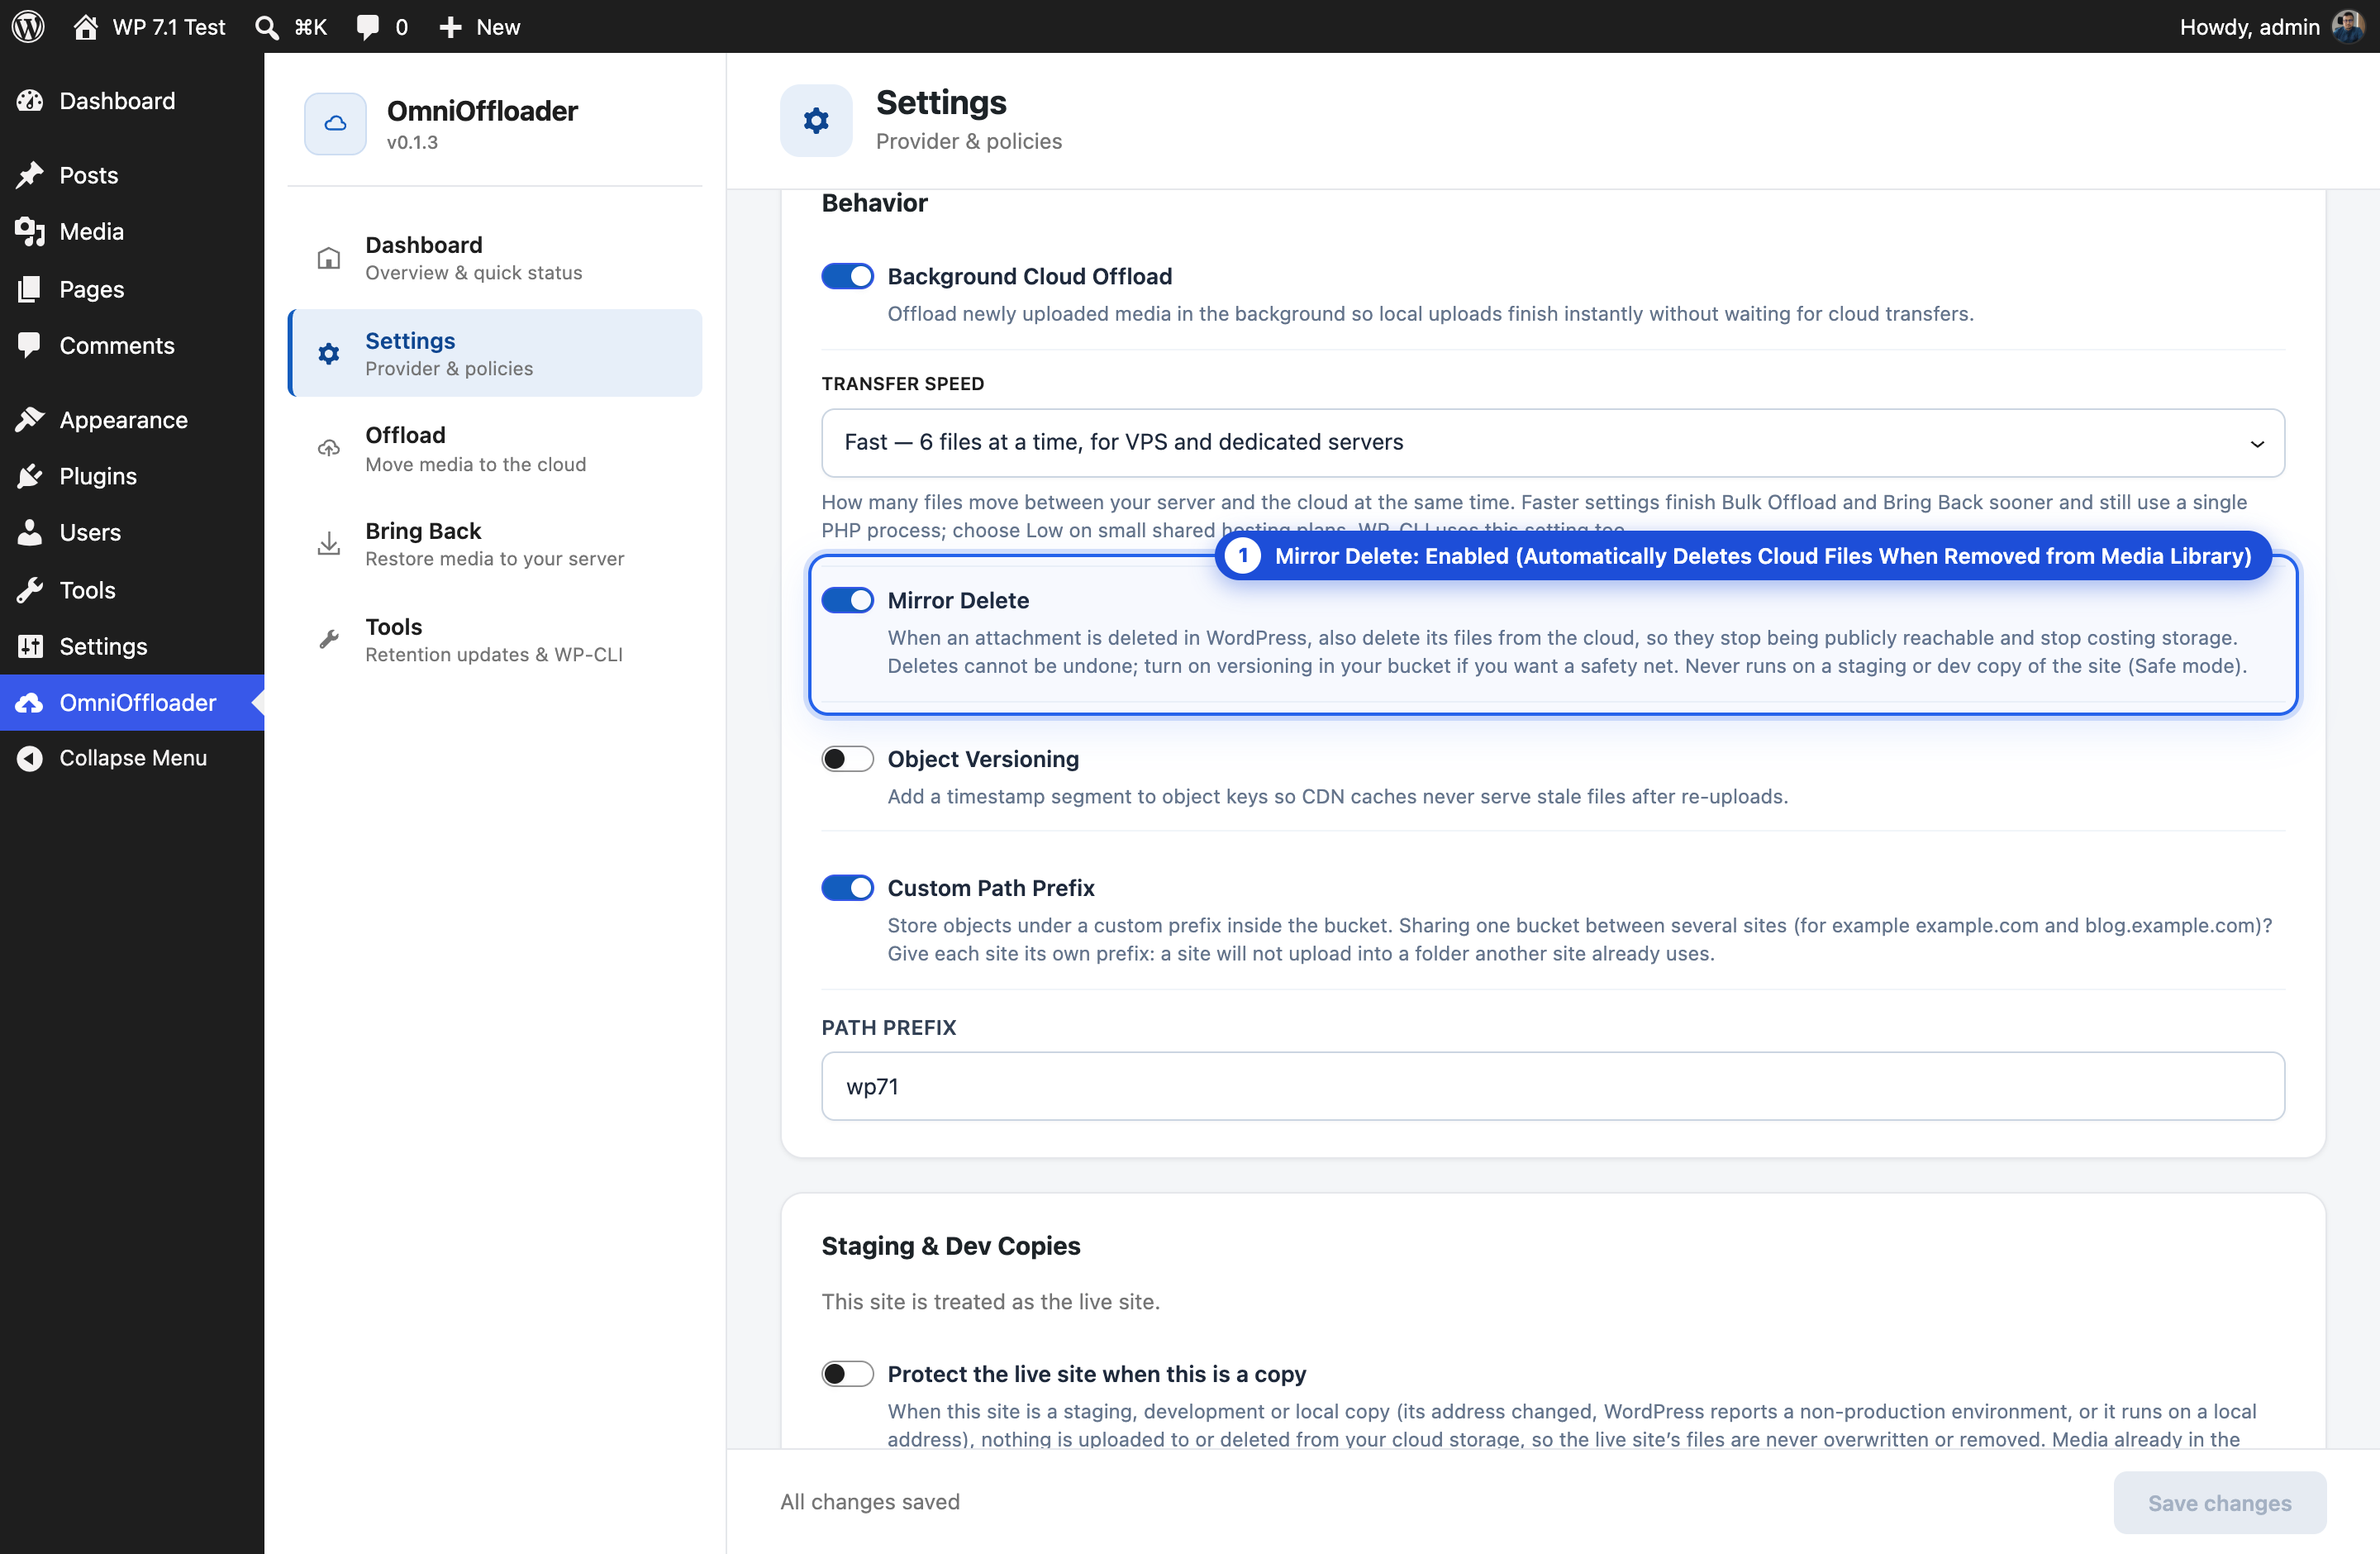 WP 7.1 Test
⌘K
0
New
Howdy, admin
Dashboard
Posts
Media
Pages
Comments
Appearance
Plugins
Users
Tools
Settings
OmniOffloader
Collapse Menu
OmniOffloader
v0.1.3
Dashboard
Overview & quick status
Settings
Provider & policies
Offload
Move media to the cloud
Bring Back
Restore media to your server
Tools
Retention updates & WP-CLI
Settings
Provider & policies
Behavior
Background Cloud Offload
Offload newly uploaded media in the background so local uploads finish instantly without waiting for cloud transfers.
TRANSFER SPEED
Fast — 6 files at a time, for VPS and dedicated servers
How many files move between your server and the cloud at the same time. Faster settings finish Bulk Offload and Bring Back sooner and still use a single
PHP process; choose Low on small shared hosting plans. WP-CLI uses this setting too.
1 Mirror Delete: Enabled (Automatically Deletes Cloud Files When Removed from Media Library)
Mirror Delete
When an attachment is deleted in WordPress, also delete its files from the cloud, so they stop being publicly reachable and stop costing storage.
Deletes cannot be undone; turn on versioning in your bucket if you want a safety net. Never runs on a staging or dev copy of the site (Safe mode).
Object Versioning
Add a timestamp segment to object keys so CDN caches never serve stale files after re-uploads.
Custom Path Prefix
Store objects under a custom prefix inside the bucket. Sharing one bucket between several sites (for example example.com and blog.example.com)?
Give each site its own prefix: a site will not upload into a folder another site already uses.
PATH PREFIX
wp71
Staging & Dev Copies
This site is treated as the live site.
Protect the live site when this is a copy
When this site is a staging, development or local copy (its address changed, WordPress reports a non-production environment, or it runs on a local
address), nothing is uploaded to or deleted from your cloud storage, so the live site’s files are never overwritten or removed. Media already in the
All changes saved
Save changes